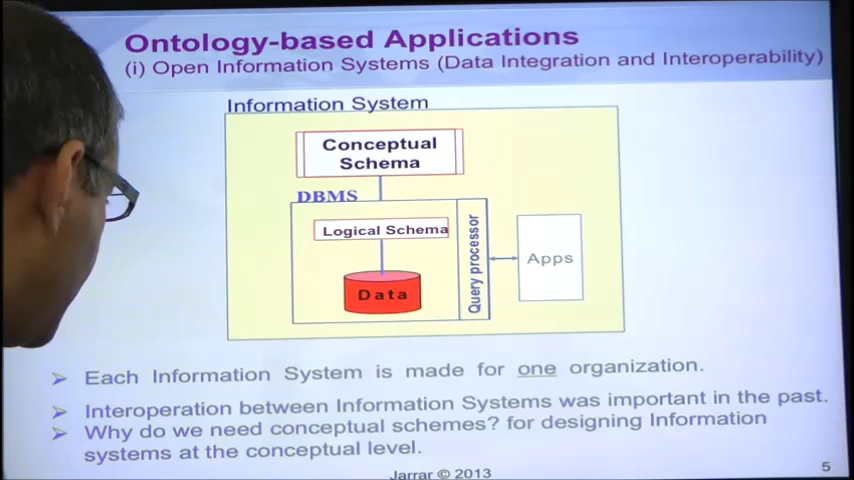 Ontology-based Applications
(i) Open Information Systems (Data Integration and Interoperability)
Information System
Conceptual
Schema
DBMS
Logical Schema
Query processor
Data
Apps
Each Information System is made for one organization.
Interoperation between Information Systems was important in the past.
Why do we need conceptual schemes? for designing Information
systems at the conceptual level.
Jarrar © 2013
5